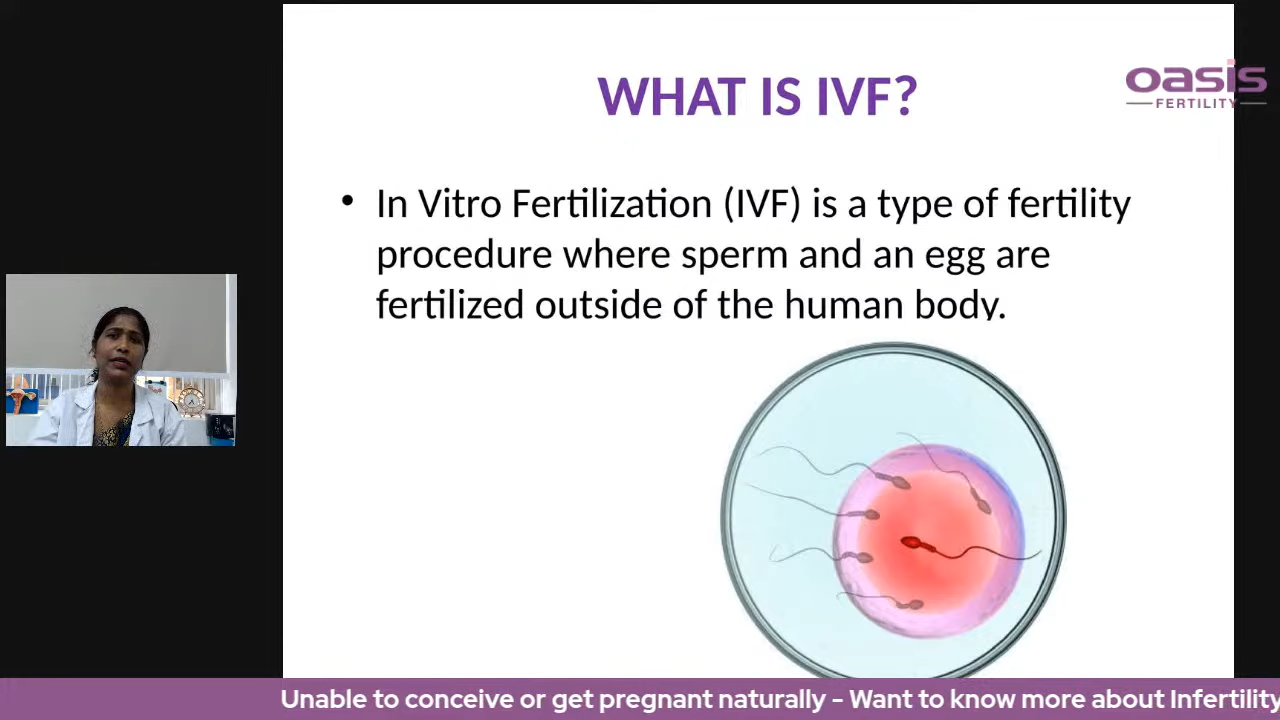 WHAT IS IVF?
oasis
FERTILITY
• In Vitro Fertilization (IVF) is a type of fertility
procedure where sperm and an egg are
fertilized outside of the human body.
Unable to conceive or get pregnant naturally - Want to know more about Infertility